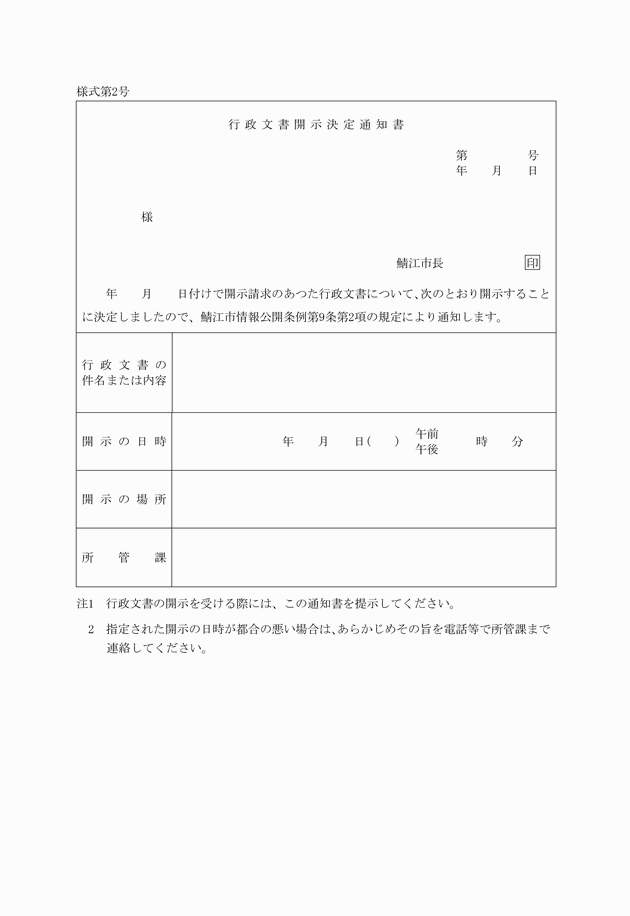 様式第2号
行政文書開示決定通知書
第　　　　　号
年　　月　　日
様
鯖江市長　　　　　　　印
年　　月　　日付けで開示請求のあつた行政文書について、次のとおり開示すること
に決定しましたので、鯖江市情報公開条例第9条第2項の規定により通知します。
行政文書の
件名または内容
開示の日時　年　　月　　日(　　)　午前　　　時　　分
午後
開示の場所
所管課
注1　行政文書の開示を受ける際には、この通知書を提示してください。
2　指定された開示の日時が都合の悪い場合は、あらかじめその旨を電話等で所管課まで
連絡してください。